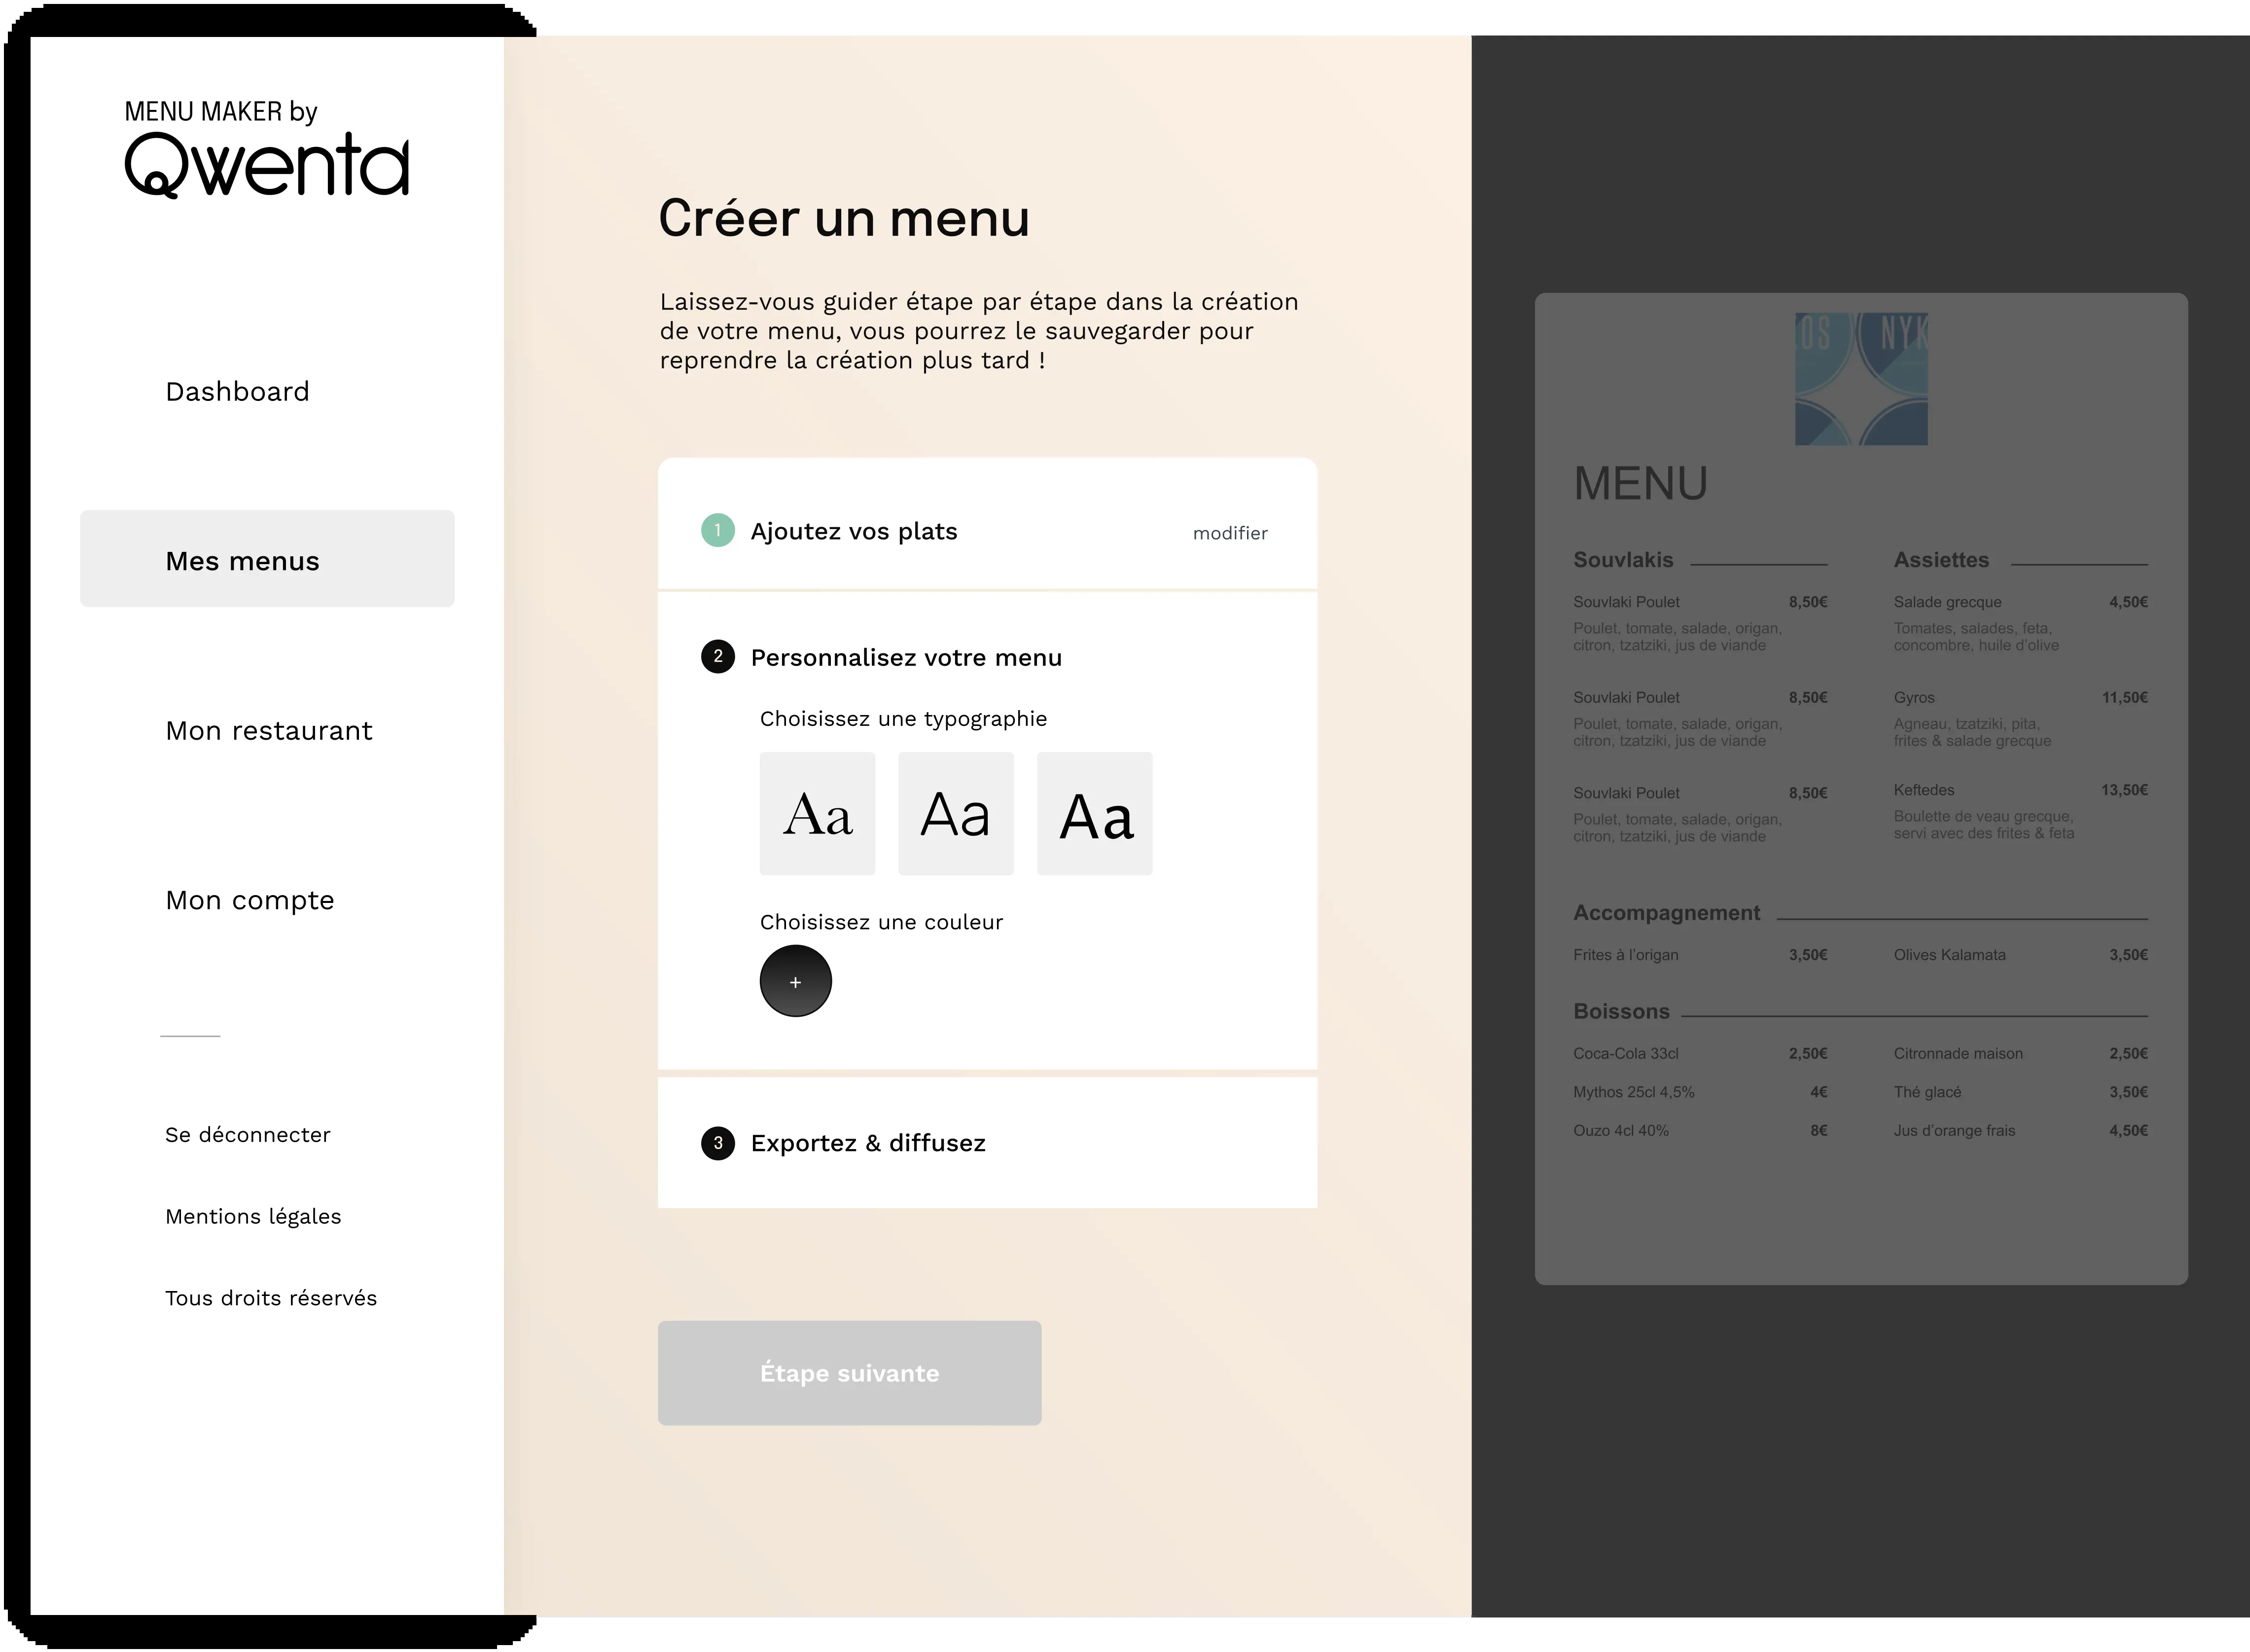 MENU MAKER by
Qwenta
Dashboard
Mes menus
Mon restaurant
Mon compte
Se déconnecter
Mentions légales
Tous droits réservés
Créer un menu
Laissez-vous guider étape par étape dans la création
de votre menu, vous pourrez le sauvegarder pour
reprendre la création plus tard !
1 Ajoutez vos plats modifier
2 Personnalisez votre menu
Choisissez une typographie
Aa Aa Aa
Choisissez une couleur
+
3 Exportez & diffusez
Étape suivante
OS NYK
MENU
Souvlakis
Souvlaki Poulet 8,50€
Poulet, tomate, salade, origan,
citron, tzatziki, jus de viande
Souvlaki Poulet 8,50€
Poulet, tomate, salade, origan,
citron, tzatziki, jus de viande
Souvlaki Poulet 8,50€
Poulet, tomate, salade, origan,
citron, tzatziki, jus de viande
Assiettes
Salade grecque 4,50€
Tomates, salades, feta,
concombre, huile d'olive
Gyros 11,50€
Agneau, tzatziki, pita,
frites & salade grecque
Keftedes 13,50€
Boulette de veau grecque,
servi avec des frites & feta
Accompagnement
Frites à l'origan 3,50€ Olives Kalamata 3,50€
Boissons
Coca-Cola 33cl 2,50€ Citronnade maison 2,50€
Mythos 25cl 4,5% 4€ Thé glacé 3,50€
Ouzo 4cl 40% 8€ Jus d'orange frais 4,50€